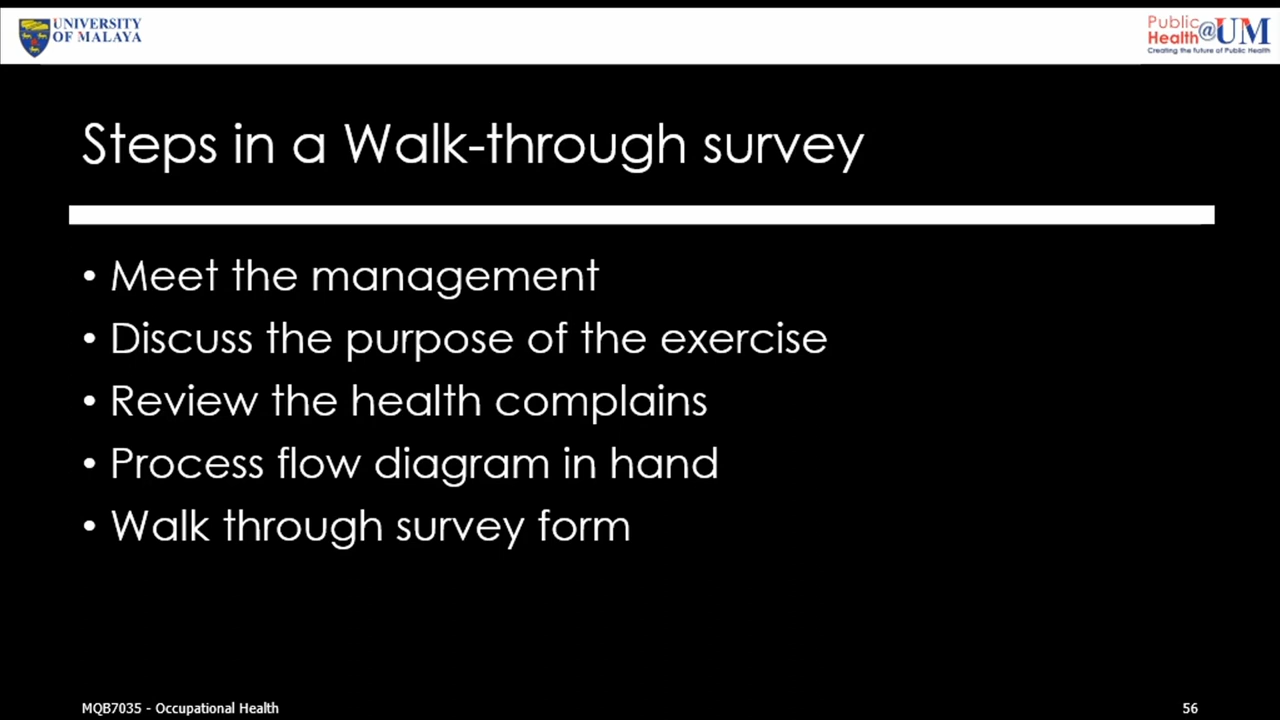 UNIVERSITY
OF MALAYA
Public
Health@UM
Creating the future of Public Health
Steps in a Walk-through survey
• Meet the management
• Discuss the purpose of the exercise
• Review the health complains
• Process flow diagram in hand
• Walk through survey form
MQB7035 - Occupational Health
56